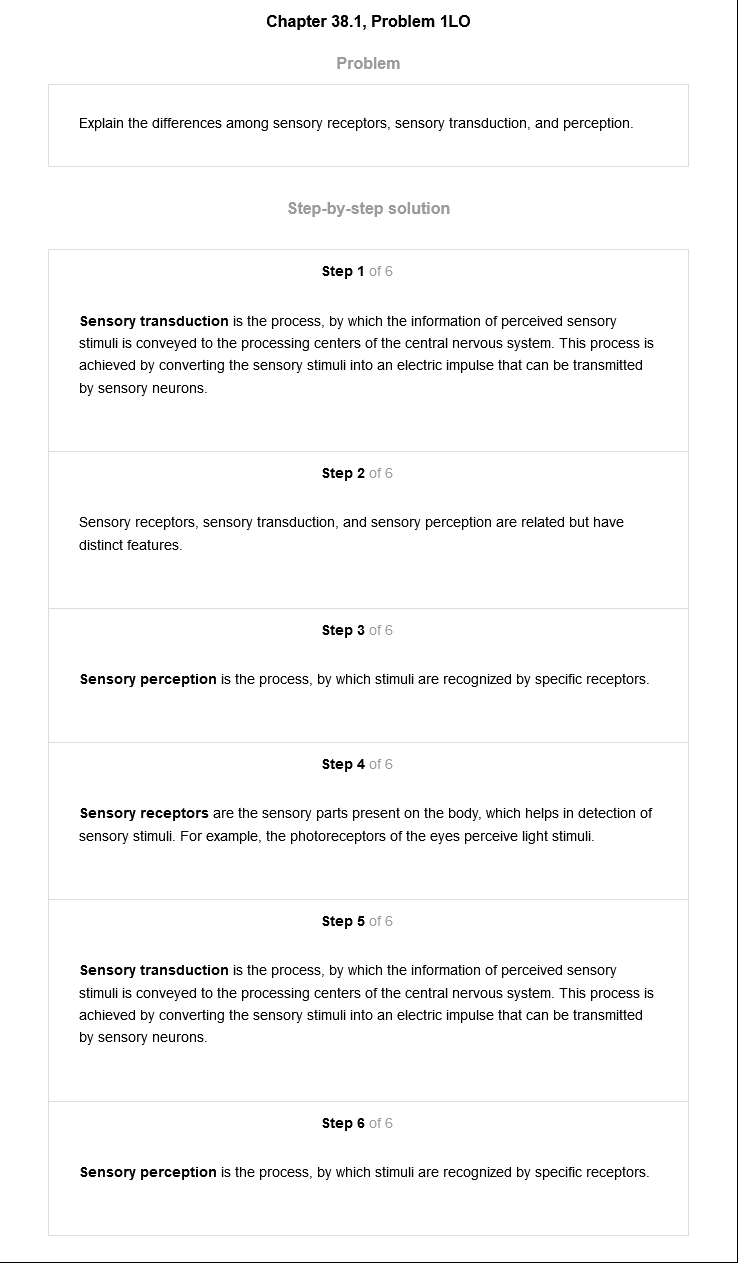 Chapter 38.1, Problem 1LO
Problem
Explain the differences among sensory receptors, sensory transduction, and perception.
Step-by-step solution
Step 1 of 6
Sensory transduction is the process, by which the information of perceived sensory
stimuli is conveyed to the processing centers of the central nervous system. This process is
achieved by converting the sensory stimuli into an electric impulse that can be transmitted
by sensory neurons.
Step 2 of 6
Sensory receptors, sensory transduction, and sensory perception are related but have
distinct features.
Step 3 of 6
Sensory perception is the process, by which stimuli are recognized by specific receptors.
Step 4 of 6
Sensory receptors are the sensory parts present on the body, which helps in detection of
sensory stimuli. For example, the photoreceptors of the eyes perceive light stimuli.
Step 5 of 6
Sensory transduction is the process, by which the information of perceived sensory
stimuli is conveyed to the processing centers of the central nervous system. This process is
achieved by converting the sensory stimuli into an electric impulse that can be transmitted
by sensory neurons.
Step 6 of 6
Sensory perception is the process, by which stimuli are recognized by specific receptors.